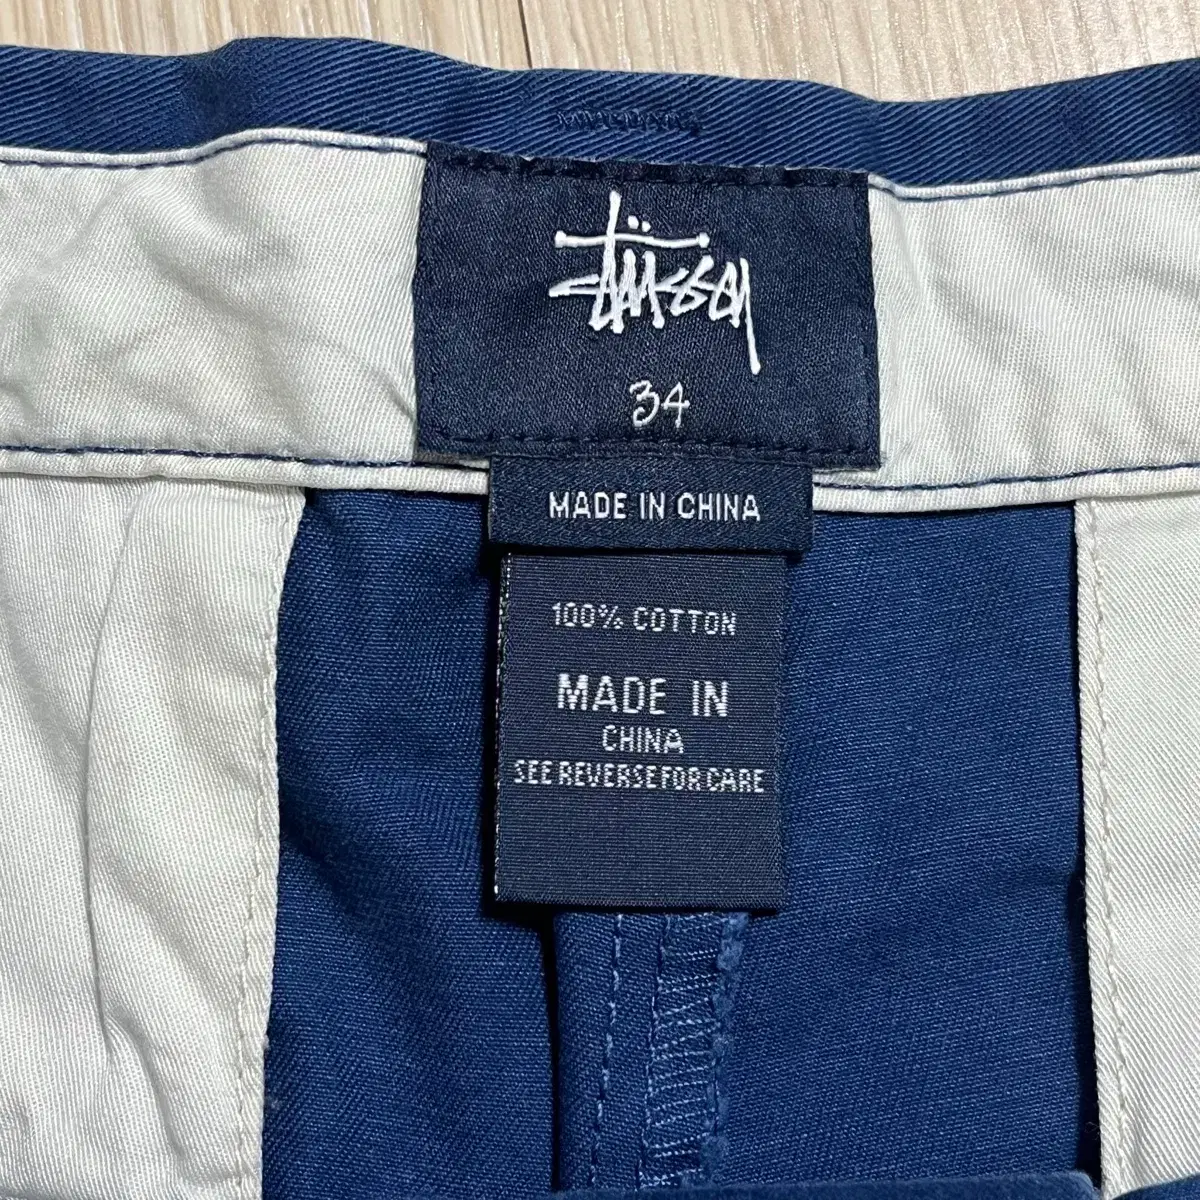 Stüssy
34
MADE IN CHINA
100% COTTON
MADE IN
CHINA
SEE REVERSE FOR CARE